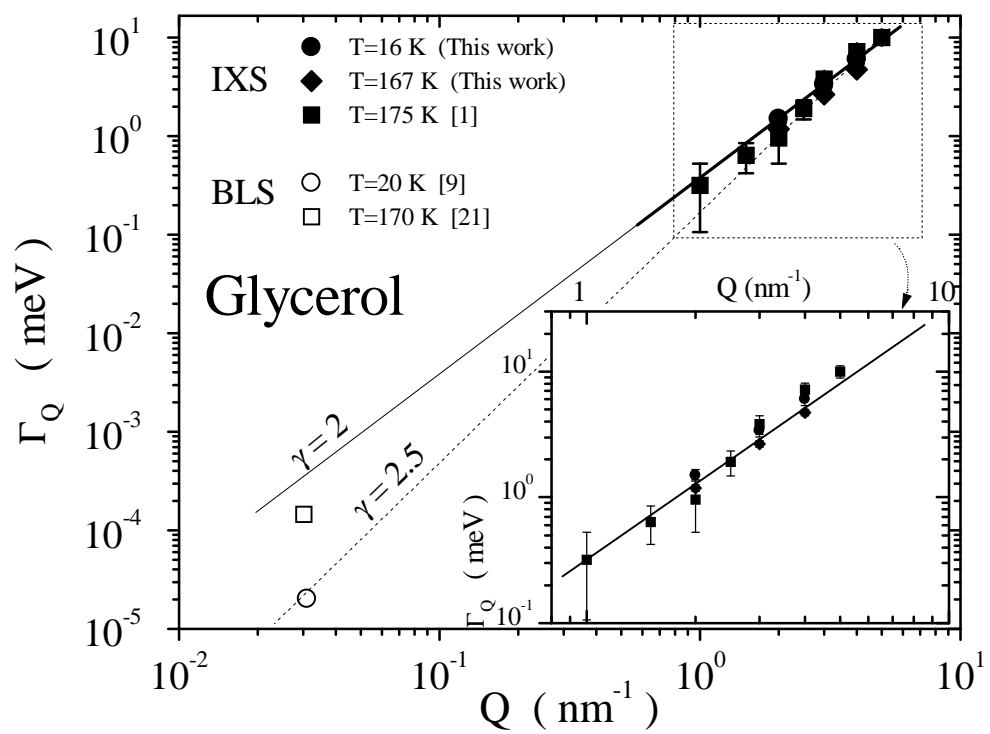 10^1
10^0
10^-1
10^-2
10^-3
10^-4
10^-5
Γ_Q ( meV )
IXS
T=16 K (This work)
T=167 K (This work)
T=175 K [1]
BLS
T=20 K [9]
T=170 K [21]
Glycerol
γ = 2
γ = 2.5
1 Q (nm^-1) 10
10^1
10^0
10^-1
Γ_Q ( meV )
10^-2 10^-1 10^0 10^1
Q ( nm^-1 )